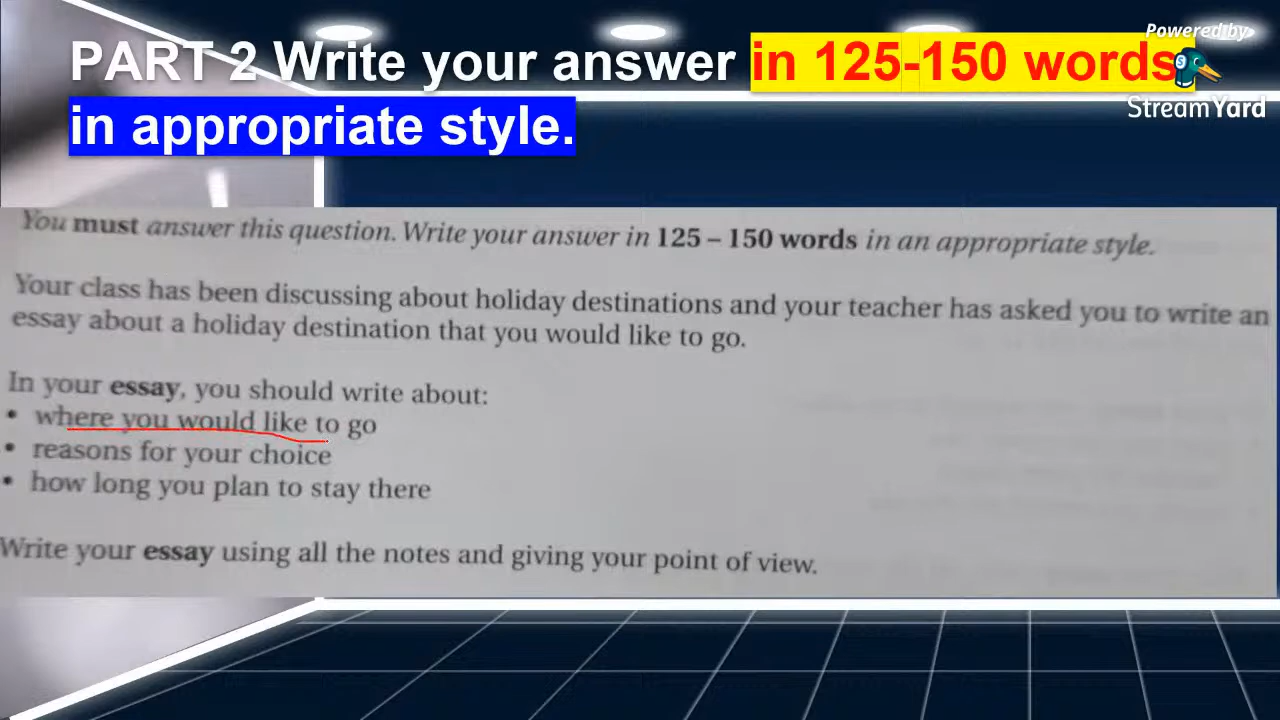 PART 2 Write your answer in 125-150 words
in appropriate style.
Powered by
StreamYard
You must answer this question. Write your answer in 125 – 150 words in an appropriate style.
Your class has been discussing about holiday destinations and your teacher has asked you to write an
essay about a holiday destination that you would like to go.
In your essay, you should write about:
• where you would like to go
• reasons for your choice
• how long you plan to stay there
Write your essay using all the notes and giving your point of view.